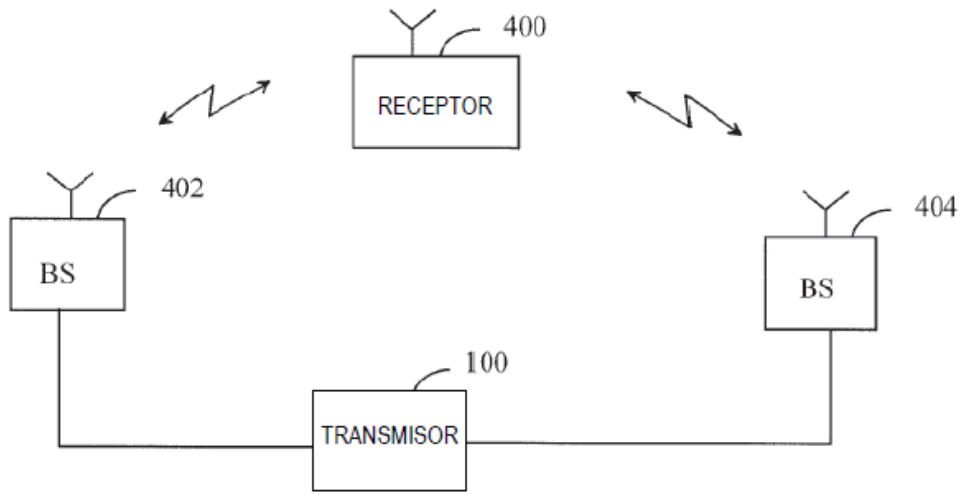 400
RECEPTOR
402
404
BS
BS
100
TRANSMISOR